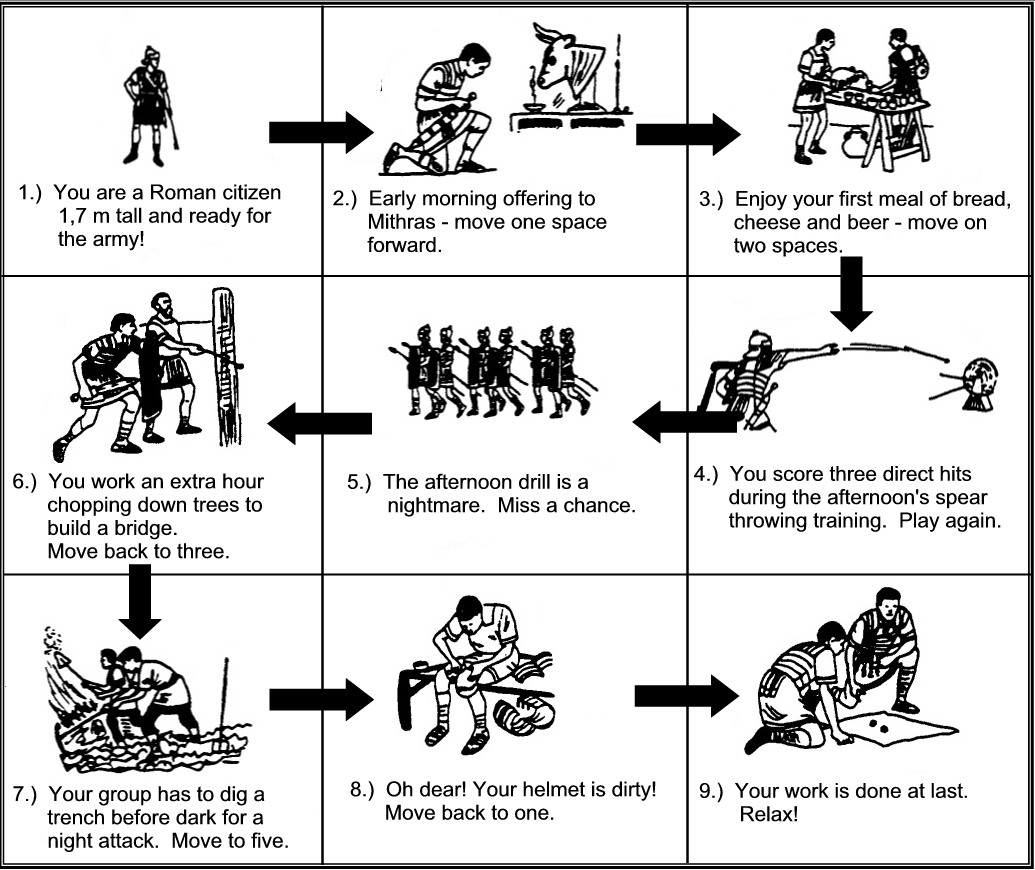 1.) You are a Roman citizen
1,7 m tall and ready for
the army!
2.) Early morning offering to
Mithras - move one space
forward.
3.) Enjoy your first meal of bread,
cheese and beer - move on
two spaces.
4.) You score three direct hits
during the afternoon's spear
throwing training. Play again.
5.) The afternoon drill is a
nightmare. Miss a chance.
6.) You work an extra hour
chopping down trees to
build a bridge.
Move back to three.
7.) Your group has to dig a
trench before dark for a
night attack. Move to five.
8.) Oh dear! Your helmet is dirty!
Move back to one.
9.) Your work is done at last.
Relax!